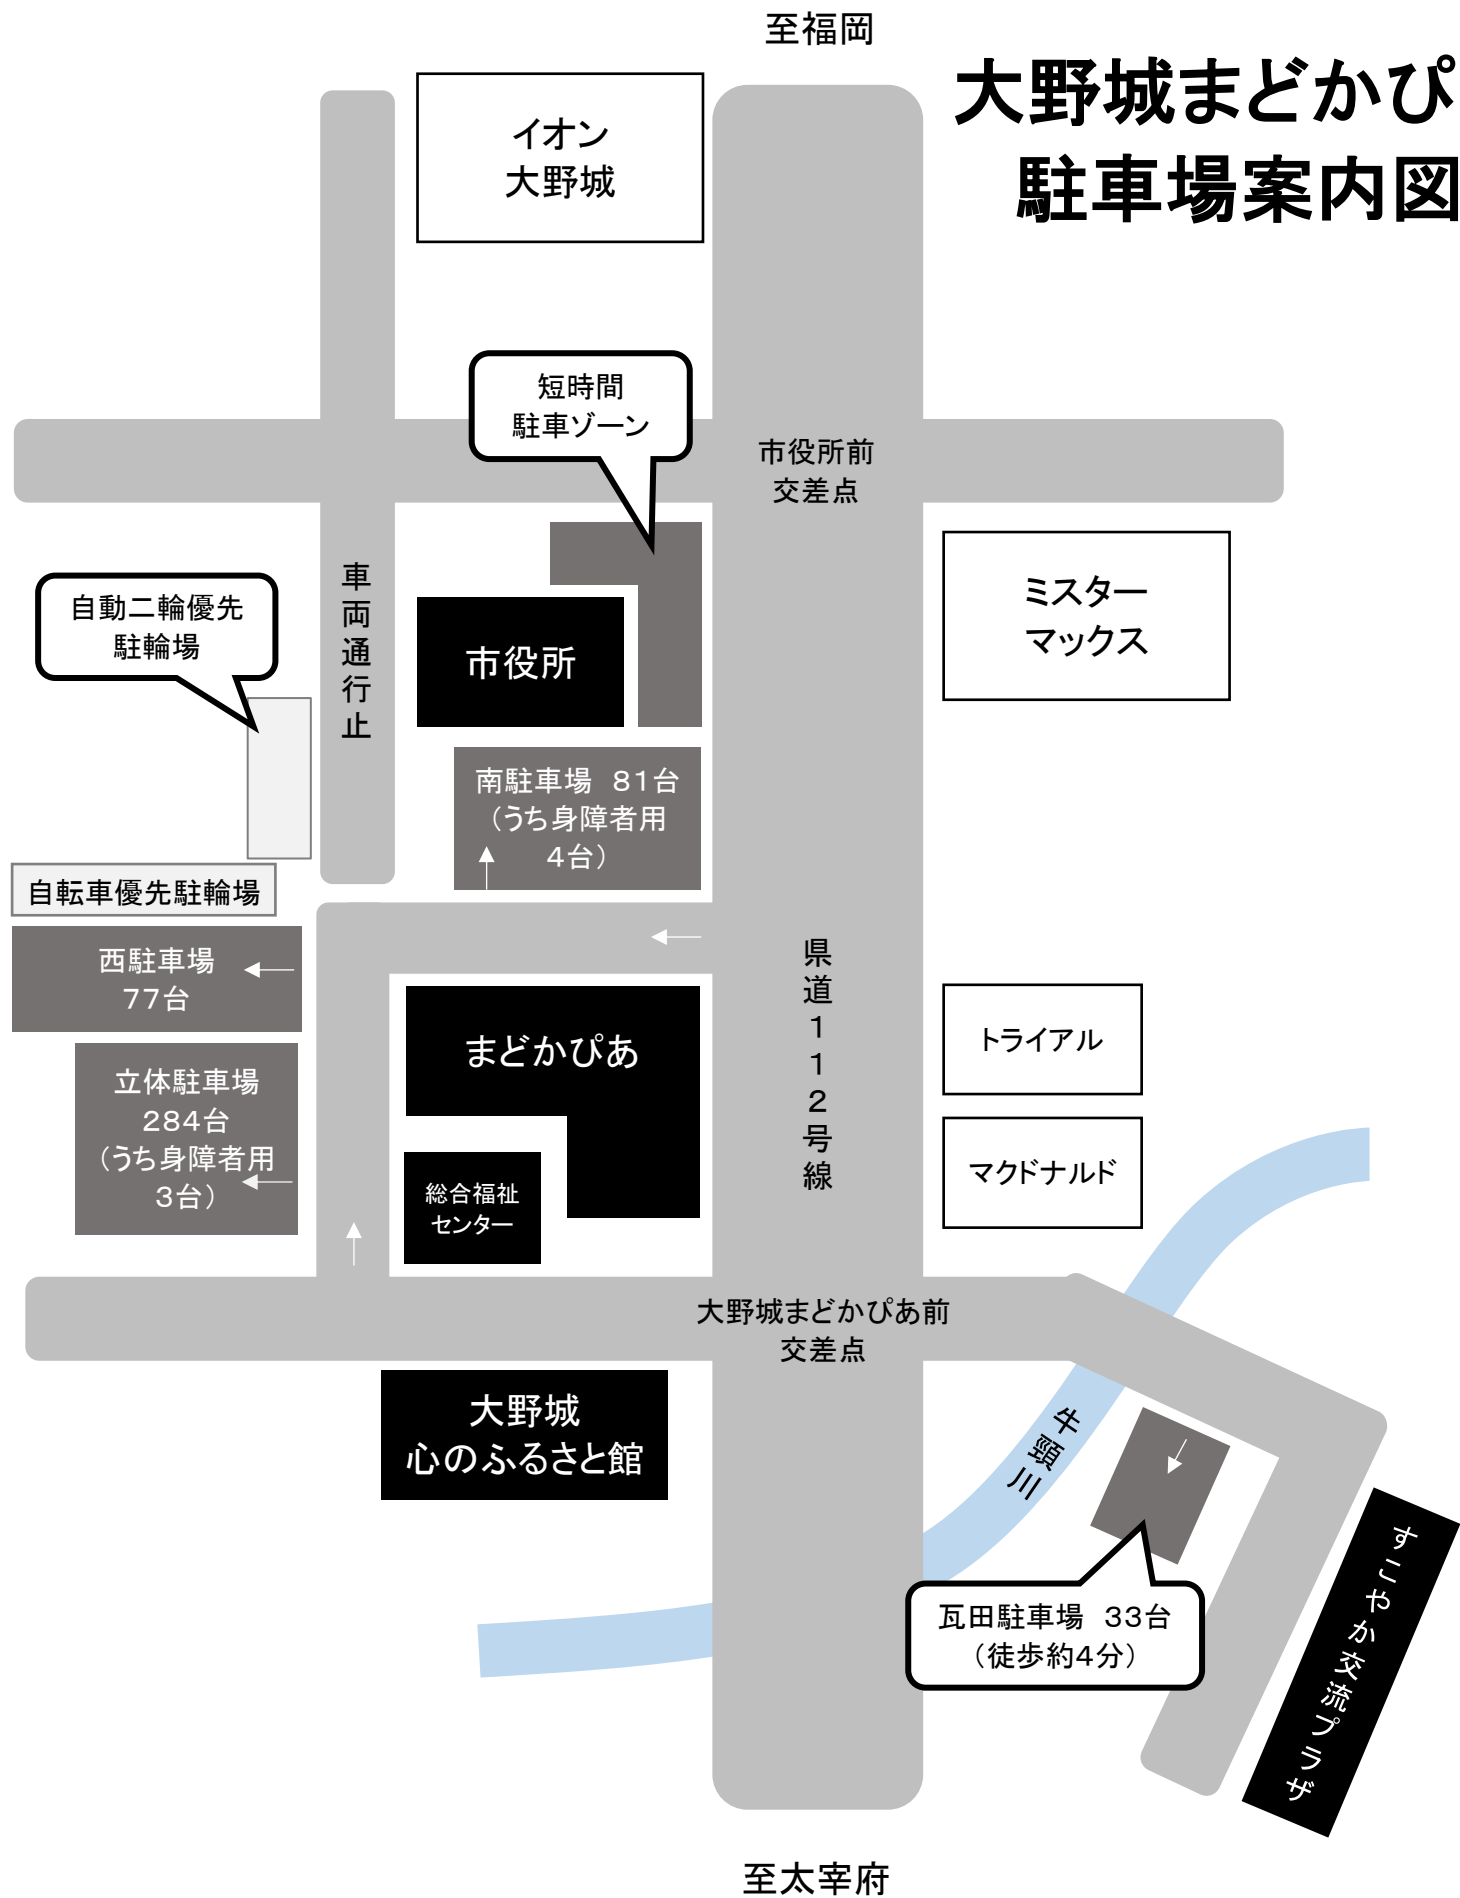 至福岡
大野城まどかぴ
駐車場案内図
イオン
大野城
短時間
駐車ゾーン
市役所前
交差点
自動二輪優先
駐輪場
車両通行止
市役所
ミスター
マックス
南駐車場　81台
（うち身障者用
4台）
自転車優先駐輪場
西駐車場
77台
立体駐車場
284台
（うち身障者用
3台）
まどかぴあ
総合福祉
センター
県道112号線
トライアル
マクドナルド
大野城まどかぴあ前
交差点
大野城
心のふるさと館
牛頸川
瓦田駐車場　33台
（徒歩約4分）
すこやか交流プラザ
至太宰府